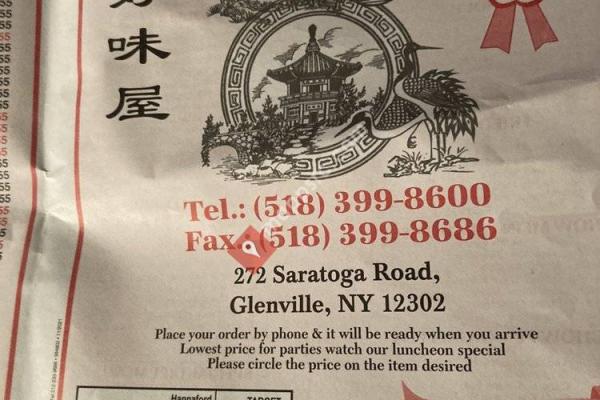 味
屋
Tel.: (518) 399-8600
Fax.: (518) 399-8686
272 Saratoga Road,
Glenville, NY 12302
Place your order by phone & it will be ready when you arrive
Lowest price for parties watch our luncheon special
Please circle the price on the item desired
Hannaford TARGET